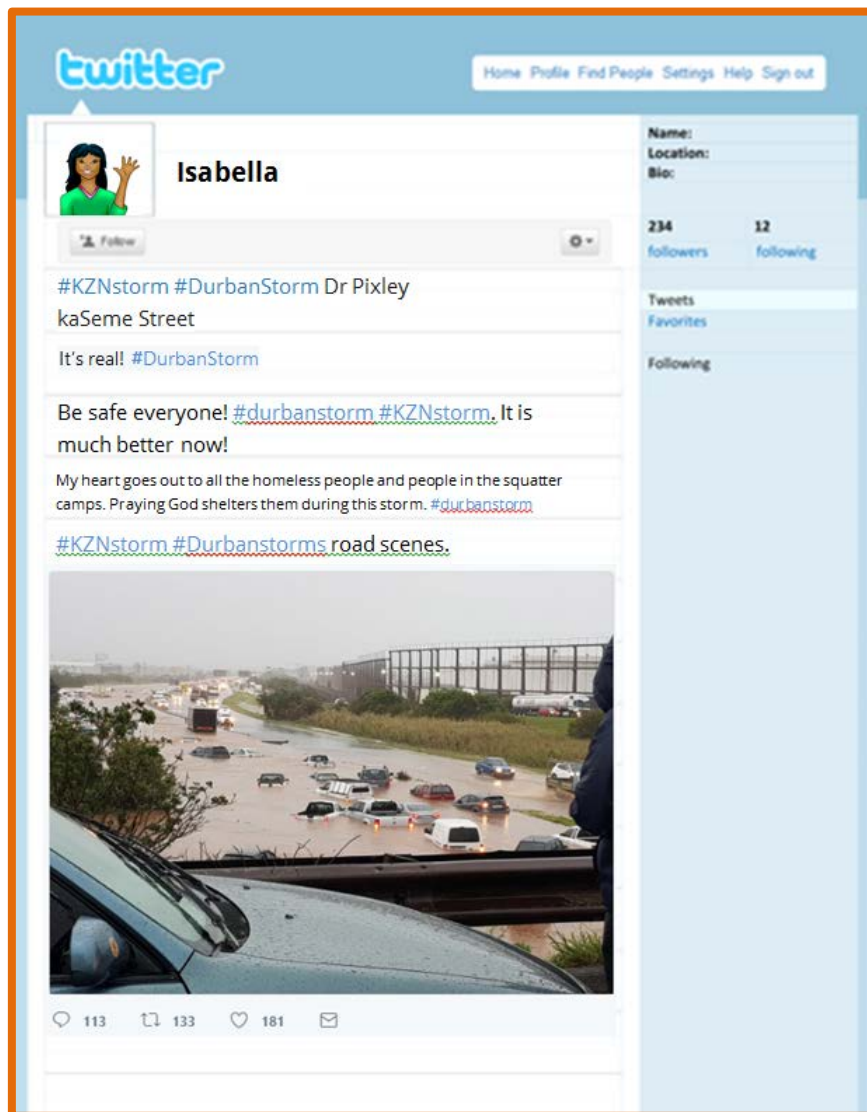 twitter
Home Profile Find People Settings Help Sign out
Isabella
Follow
#KZNstorm #DurbanStorm Dr Pixley
kaSeme Street
It's real! #DurbanStorm
Be safe everyone! #durbanstorm #KZNstorm. It is
much better now!
My heart goes out to all the homeless people and people in the squatter
camps. Praying God shelters them during this storm. #durbanstorm
#KZNstorm #Durbanstorms road scenes.
113 133 181
Name:
Location:
Bio:
234 12
followers following
Tweets
Favorites
Following